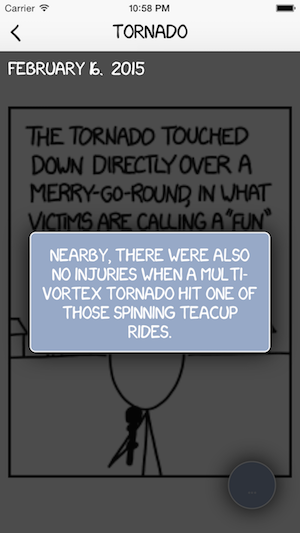 Carrier 10:58 PM
TORNADO
FEBRUARY 16, 2015
THE TORNADO TOUCHED
DOWN DIRECTLY OVER A
MERRY-GO-ROUND, IN WHAT
VICTIMS ARE CALLING A "FUN"
NEARBY, THERE WERE ALSO
NO INJURIES WHEN A MULTI-
VORTEX TORNADO HIT ONE OF
THOSE SPINNING TEACUP
RIDES.
...